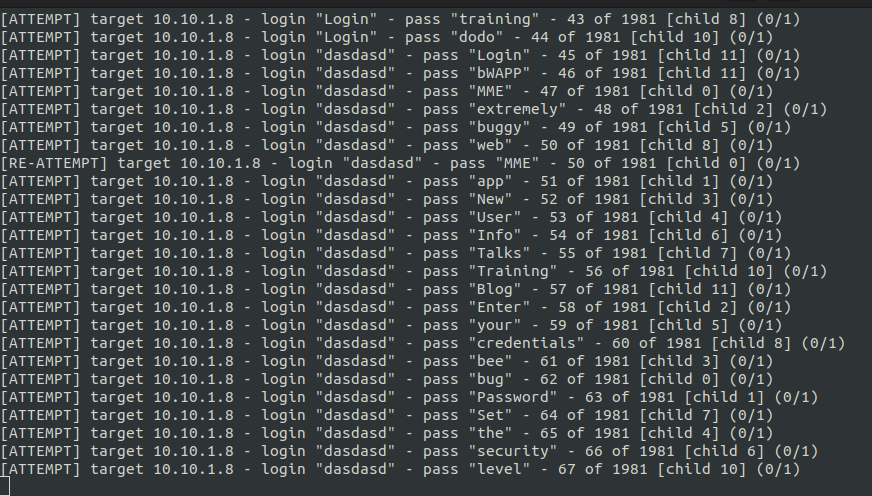 [ATTEMPT] target 10.10.1.8 - login "Login" - pass "training" - 43 of 1981 [child 8] (0/1)
[ATTEMPT] target 10.10.1.8 - login "Login" - pass "dodo" - 44 of 1981 [child 10] (0/1)
[ATTEMPT] target 10.10.1.8 - login "dasdasd" - pass "Login" - 45 of 1981 [child 11] (0/1)
[ATTEMPT] target 10.10.1.8 - login "dasdasd" - pass "bWAPP" - 46 of 1981 [child 11] (0/1)
[ATTEMPT] target 10.10.1.8 - login "dasdasd" - pass "MME" - 47 of 1981 [child 0] (0/1)
[ATTEMPT] target 10.10.1.8 - login "dasdasd" - pass "extremely" - 48 of 1981 [child 2] (0/1)
[ATTEMPT] target 10.10.1.8 - login "dasdasd" - pass "buggy" - 49 of 1981 [child 5] (0/1)
[ATTEMPT] target 10.10.1.8 - login "dasdasd" - pass "web" - 50 of 1981 [child 8] (0/1)
[RE-ATTEMPT] target 10.10.1.8 - login "dasdasd" - pass "MME" - 50 of 1981 [child 0] (0/1)
[ATTEMPT] target 10.10.1.8 - login "dasdasd" - pass "app" - 51 of 1981 [child 1] (0/1)
[ATTEMPT] target 10.10.1.8 - login "dasdasd" - pass "New" - 52 of 1981 [child 3] (0/1)
[ATTEMPT] target 10.10.1.8 - login "dasdasd" - pass "User" - 53 of 1981 [child 4] (0/1)
[ATTEMPT] target 10.10.1.8 - login "dasdasd" - pass "Info" - 54 of 1981 [child 6] (0/1)
[ATTEMPT] target 10.10.1.8 - login "dasdasd" - pass "Talks" - 55 of 1981 [child 7] (0/1)
[ATTEMPT] target 10.10.1.8 - login "dasdasd" - pass "Training" - 56 of 1981 [child 10] (0/1)
[ATTEMPT] target 10.10.1.8 - login "dasdasd" - pass "Blog" - 57 of 1981 [child 11] (0/1)
[ATTEMPT] target 10.10.1.8 - login "dasdasd" - pass "Enter" - 58 of 1981 [child 2] (0/1)
[ATTEMPT] target 10.10.1.8 - login "dasdasd" - pass "your" - 59 of 1981 [child 5] (0/1)
[ATTEMPT] target 10.10.1.8 - login "dasdasd" - pass "credentials" - 60 of 1981 [child 8] (0/1)
[ATTEMPT] target 10.10.1.8 - login "dasdasd" - pass "bee" - 61 of 1981 [child 3] (0/1)
[ATTEMPT] target 10.10.1.8 - login "dasdasd" - pass "bug" - 62 of 1981 [child 0] (0/1)
[ATTEMPT] target 10.10.1.8 - login "dasdasd" - pass "Password" - 63 of 1981 [child 1] (0/1)
[ATTEMPT] target 10.10.1.8 - login "dasdasd" - pass "Set" - 64 of 1981 [child 7] (0/1)
[ATTEMPT] target 10.10.1.8 - login "dasdasd" - pass "the" - 65 of 1981 [child 4] (0/1)
[ATTEMPT] target 10.10.1.8 - login "dasdasd" - pass "security" - 66 of 1981 [child 6] (0/1)
[ATTEMPT] target 10.10.1.8 - login "dasdasd" - pass "level" - 67 of 1981 [child 10] (0/1)